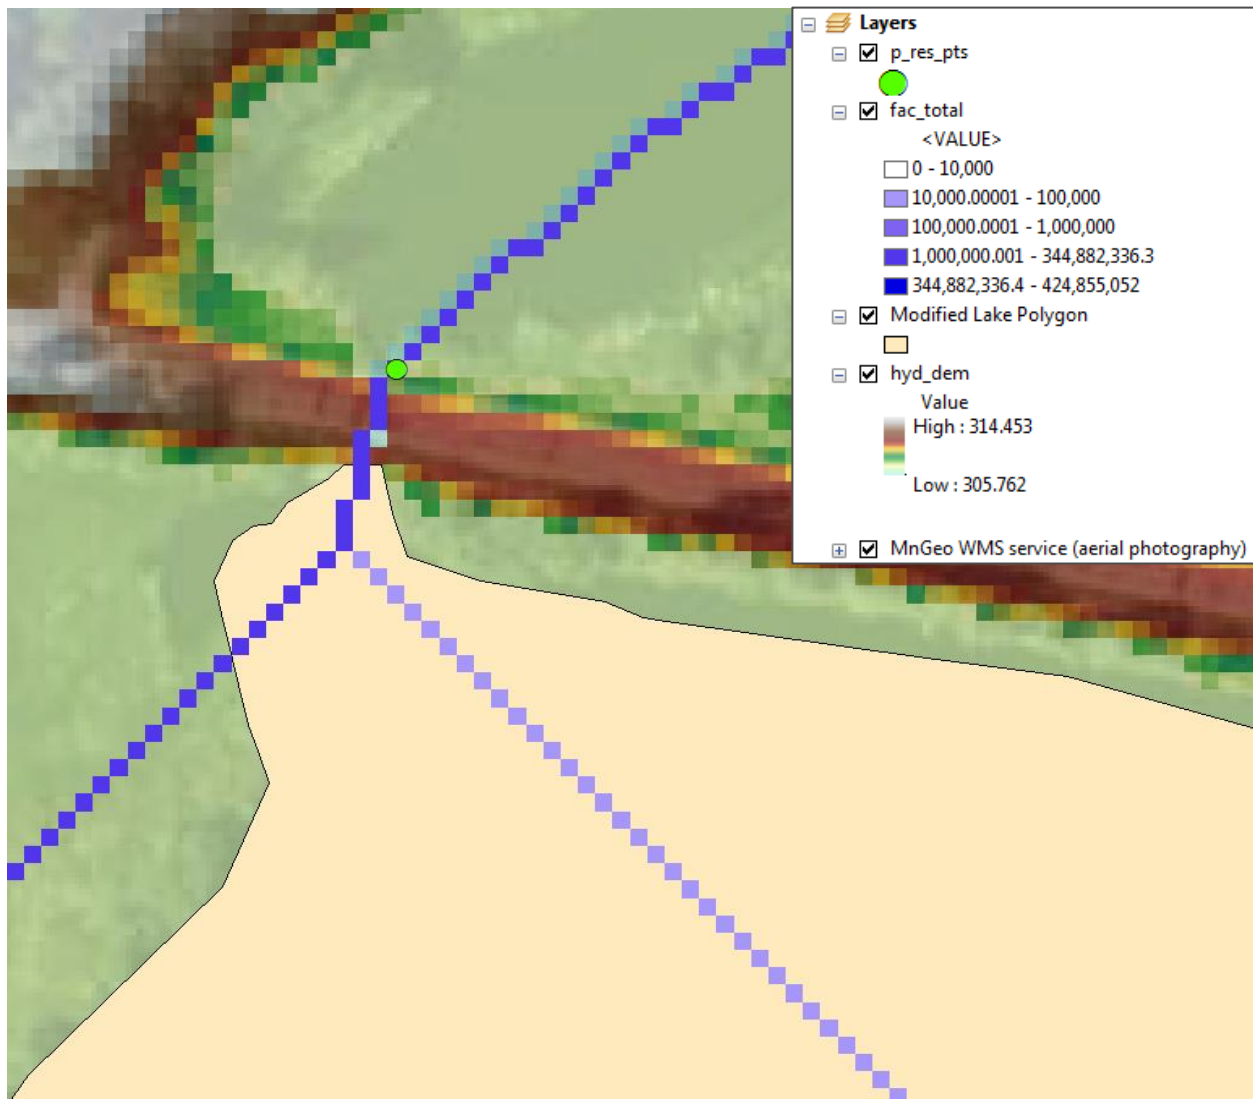 Layers
p_res_pts
fac_total
<VALUE>
0 - 10,000
10,000.00001 - 100,000
100,000.0001 - 1,000,000
1,000,000.001 - 344,882,336.3
344,882,336.4 - 424,855,052
Modified Lake Polygon
hyd_dem
Value
High : 314.453
Low : 305.762
MnGeo WMS service (aerial photography)